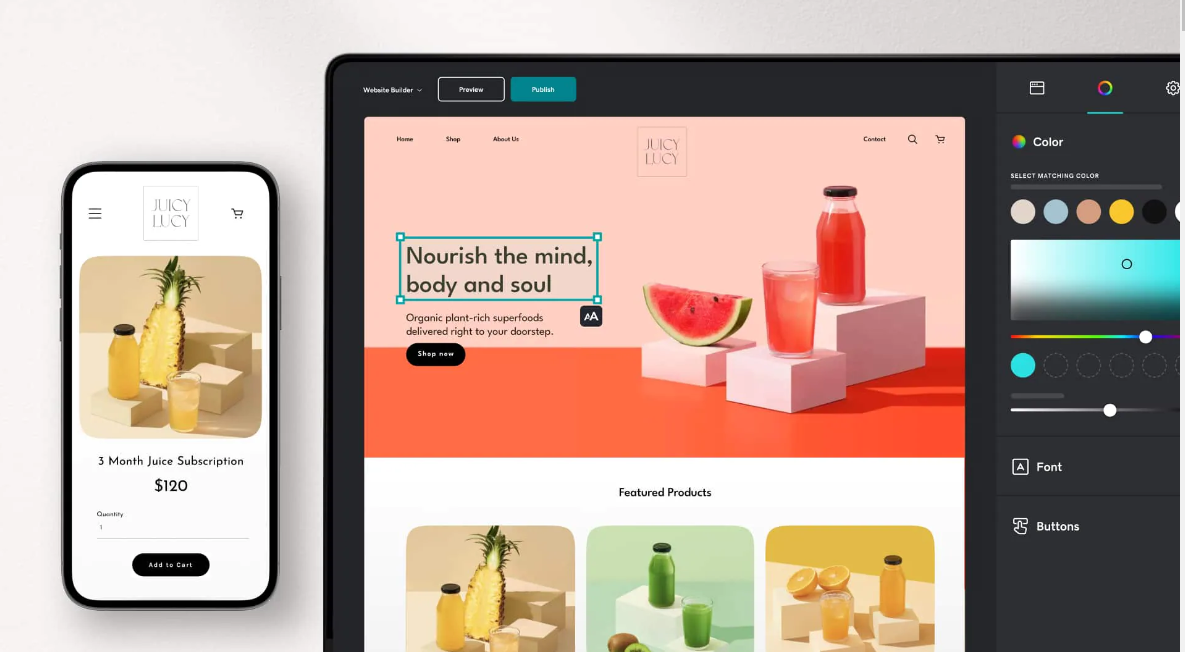 JUICY
LUCY
3 Month Juice Subscription
$120
Quantity
1
Add to Cart
Website Builder
Preview
Publish
Home
Shop
About Us
JUICY
LUCY
Contact
Nourish the mind,
body and soul
AA
Organic plant-rich superfoods
delivered right to your doorstep.
Shop now
Featured Products
Color
SELECT MATCHING COLOR
A
Font
Buttons